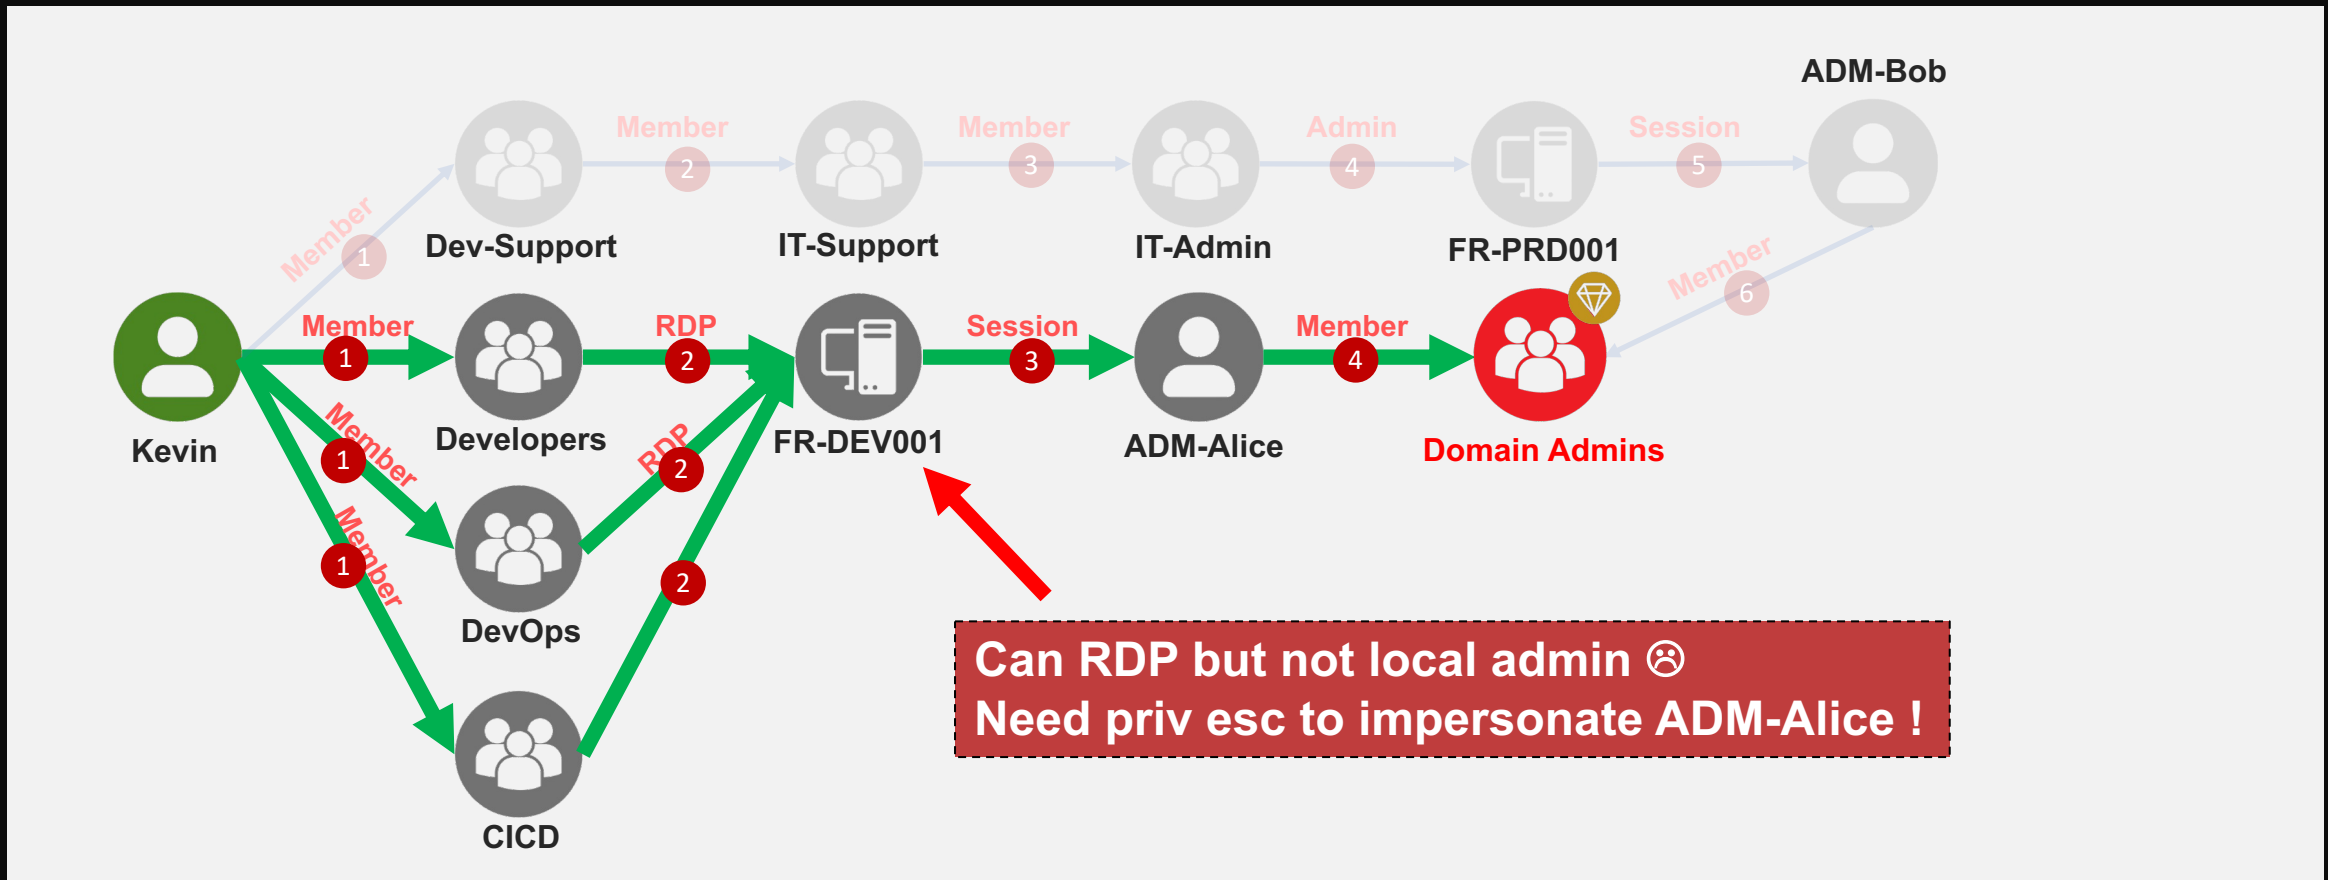 ADM-Bob
Member
Member
Admin
Session
2
3
4
5
Member
1
Dev-Support
IT-Support
IT-Admin
FR-PRD001
Member
6
Member
RDP
Session
Member
1
2
3
4
Kevin
Developers
FR-DEV001
ADM-Alice
Domain Admins
Member
1
RDP
2
Member
1
2
DevOps
CICD
Can RDP but not local admin ☹
Need priv esc to impersonate ADM-Alice !